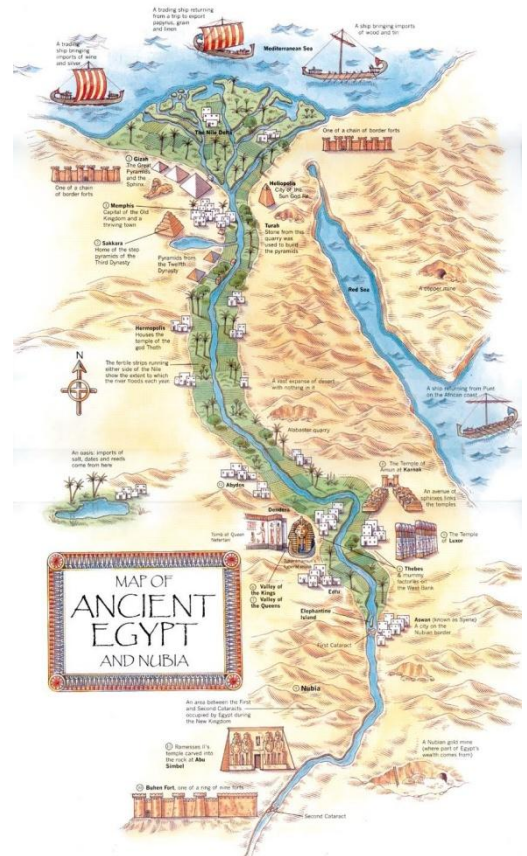 A trading
ship bringing
imports of wine
and silver
A trading ship returning
from a trip to export
papyrus, grain
and linen
Mediterranean Sea
A ship bringing imports
of wood and tin
The Nile Delta
One of a chain
of border forts
Gizah
The Great
Pyramids
and the
Sphinx
One of a chain of border forts
Heliopolis
City of the
Sun God Re
Memphis
Capital of the Old
Kingdom and a
thriving town
Sakkara
Home of the step
pyramids of the
Third Dynasty
Pyramids from
the Twelfth
Dynasty
Turah
Stone from this
quarry was
used to build
the pyramids
Red Sea
A copper mine
Hermopolis
Houses the
temple of the
god Thoth
The fertile strips running
either side of the Nile
show the extent to which
the river floods each year
N
A vast expanse of desert
with nothing in it
A ship returning from Punt
on the African coast
Alabaster quarry
An oasis: imports of
salt, dates and reeds
come from here
Abydos
The Temple of
Amun at Karnak
An avenue of
sphinxes links
the temples
Dendera
Tomb of Queen
Nefertari
The Temple
of Luxor
Valley of
the Kings
Valley of
the Queens
Thebes
& mummy
factories on
the West Bank
Edfu
Elephantine
Island
Aswan (known as Syene)
A city on the
Nubian border
First Cataract
MAP OF
ANCIENT
EGYPT
AND NUBIA
Nubia
An area between the First
and Second Cataracts
occupied by Egypt during
the New Kingdom
Rameses II's
temple carved into
the rock at Abu
Simbel
A Nubian gold mine
(where part of Egypt's
wealth comes from)
Buhen Fort, one of a ring of nine forts
Second Cataract